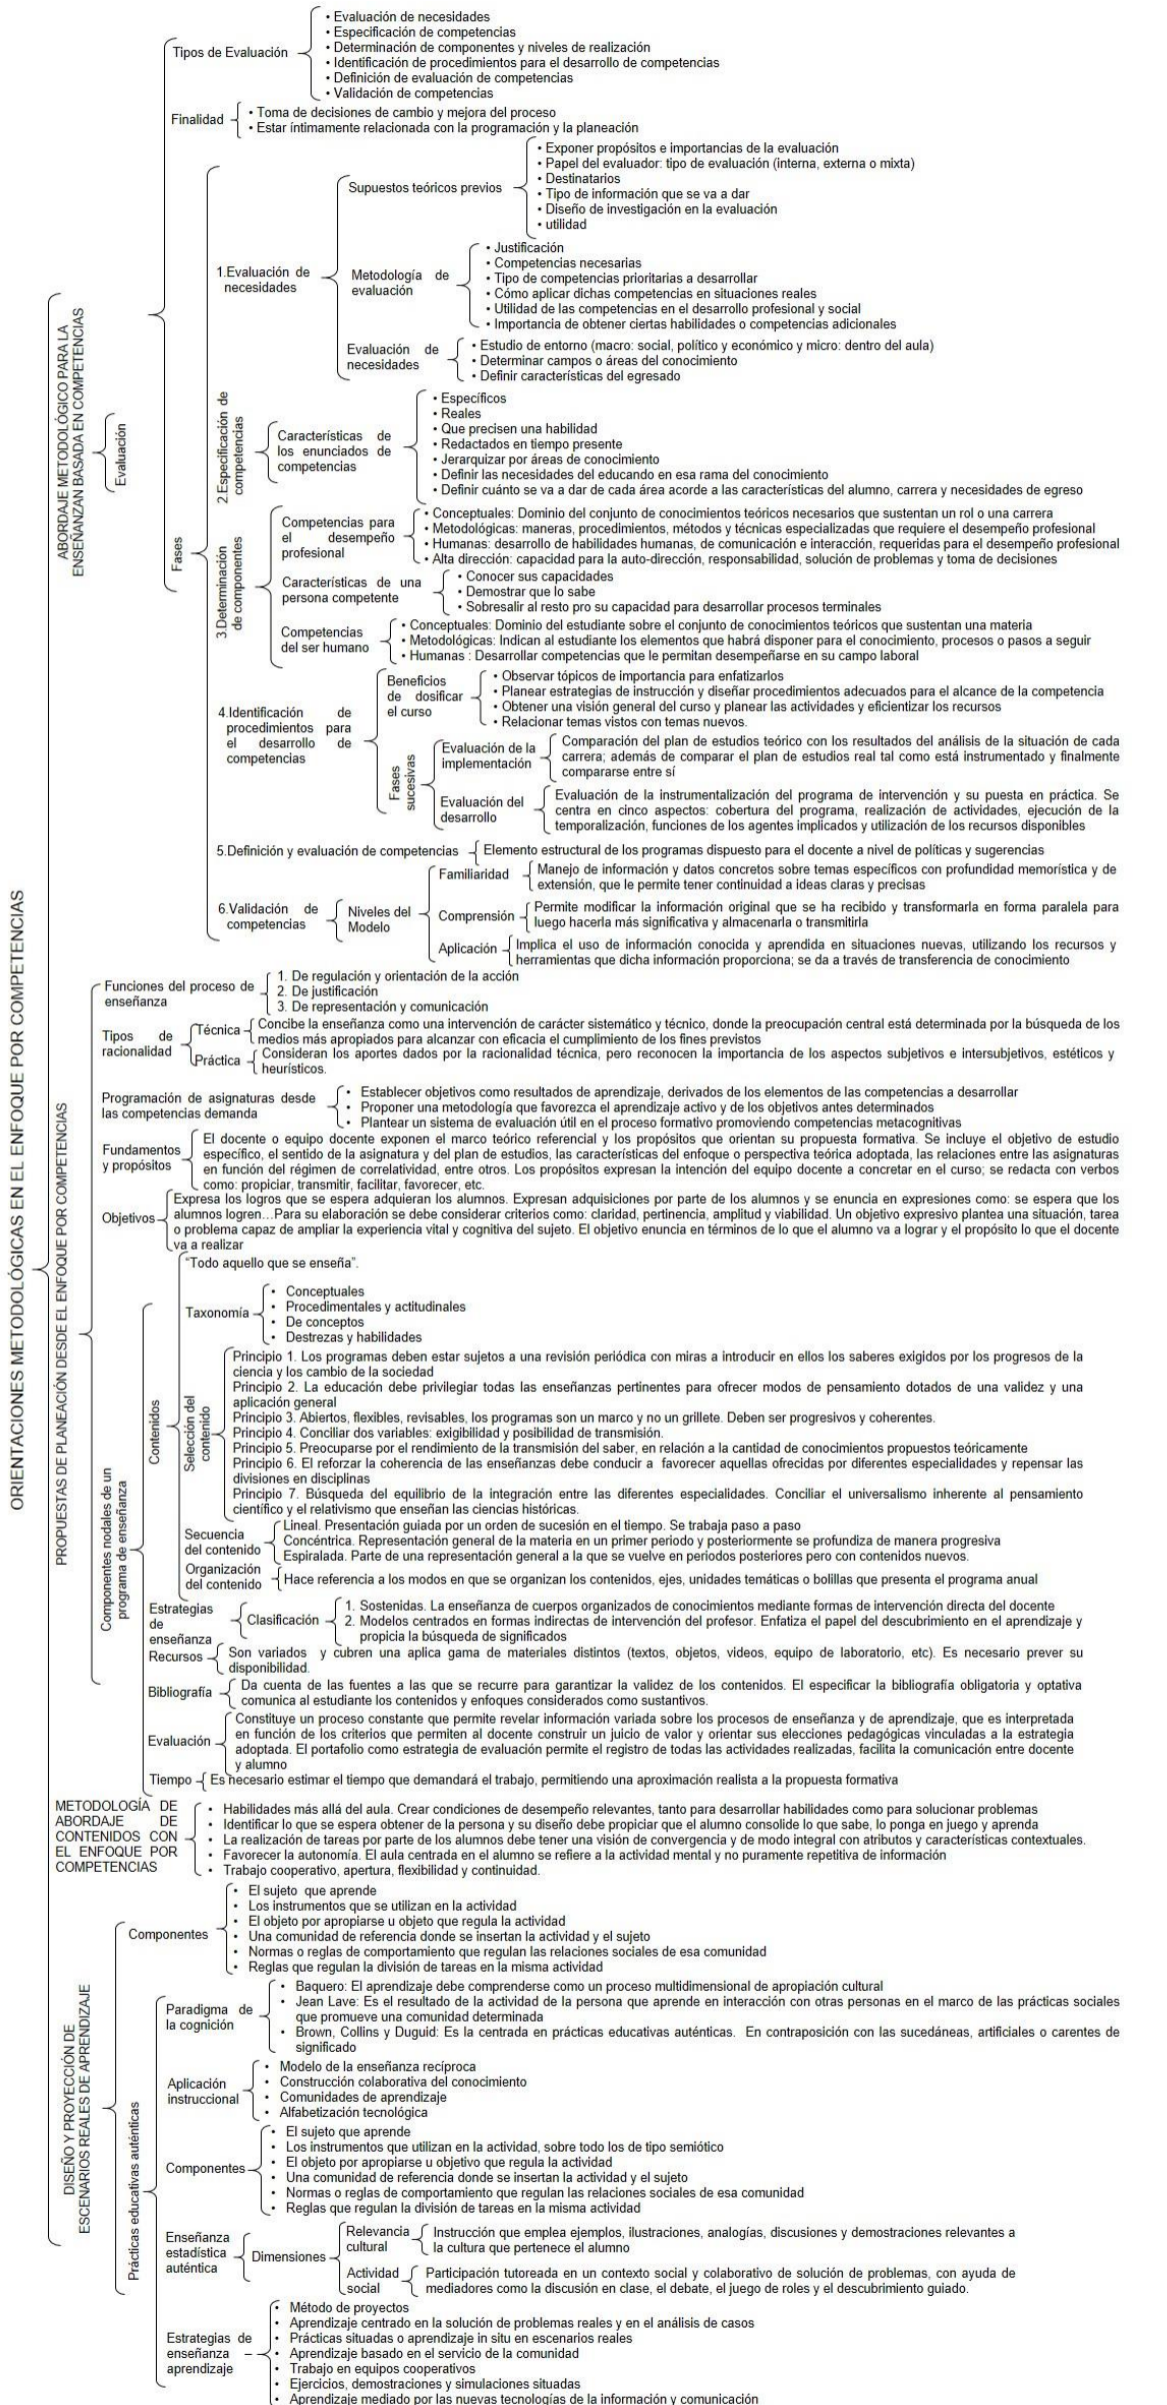 ORIENTACIONES METODOLÓGICAS EN EL ENFOQUE POR COMPETENCIAS
ABORDAJE METODOLÓGICO PARA LA
ENSEÑANZAN BASADA EN COMPETENCIAS
Evaluación
Tipos de Evaluación
• Evaluación de necesidades
• Especificación de competencias
• Determinación de componentes y niveles de realización
• Identificación de procedimientos para el desarrollo de competencias
• Definición de evaluación de competencias
• Validación de competencias
Finalidad
• Toma de decisiones de cambio y mejora del proceso
• Estar íntimamente relacionada con la programación y la planeación
Fases
1.Evaluación de
necesidades
Supuestos teóricos previos
• Exponer propósitos e importancias de la evaluación
• Papel del evaluador: tipo de evaluación (interna, externa o mixta)
• Destinatarios
• Tipo de información que se va a dar
• Diseño de investigación en la evaluación
• utilidad
Metodología de
evaluación
• Justificación
• Competencias necesarias
• Tipo de competencias prioritarias a desarrollar
• Cómo aplicar dichas competencias en situaciones reales
• Utilidad de las competencias en el desarrollo profesional y social
• Importancia de obtener ciertas habilidades o competencias adicionales
Evaluación de
necesidades
• Estudio de entorno (macro: social, político y económico y micro: dentro del aula)
• Determinar campos o áreas del conocimiento
• Definir características del egresado
2.Especificación de
competencias
Características de
los enunciados de
competencias
• Específicos
• Reales
• Que precisen una habilidad
• Redactados en tiempo presente
• Jerarquizar por áreas de conocimiento
• Definir las necesidades del educando en esa rama del conocimiento
• Definir cuánto se va a dar de cada área acorde a las características del alumno, carrera y necesidades de egreso
3.Determinación
de componentes
Competencias para
el desempeño
profesional
• Conceptuales: Dominio del conjunto de conocimientos teóricos necesarios que sustentan un rol o una carrera
• Metodológicas: maneras, procedimientos, métodos y técnicas especializadas que requiere el desempeño profesional
• Humanas: desarrollo de habilidades humanas, de comunicación e interacción, requeridas para el desempeño profesional
• Alta dirección: capacidad para la auto-dirección, responsabilidad, solución de problemas y toma de decisiones
Características de una
persona competente
• Conocer sus capacidades
• Demostrar que lo sabe
• Sobresalir al resto pro su capacidad para desarrollar procesos terminales
Competencias
del ser humano
• Conceptuales: Dominio del estudiante sobre el conjunto de conocimientos teóricos que sustentan una materia
• Metodológicas: Indican al estudiante los elementos que habrá disponer para el conocimiento, procesos o pasos a seguir
• Humanas : Desarrollar competencias que le permitan desempeñarse en su campo laboral
4.Identificación de
procedimientos para
el desarrollo de
competencias
Beneficios
de dosificar
el curso
• Observar tópicos de importancia para enfatizarlos
• Planear estrategias de instrucción y diseñar procedimientos adecuados para el alcance de la competencia
• Obtener una visión general del curso y planear las actividades y eficientizar los recursos
• Relacionar temas vistos con temas nuevos.
Fases
sucesivas
Evaluación de la
implementación
Comparación del plan de estudios teórico con los resultados del análisis de la situación de cada
carrera; además de comparar el plan de estudios real tal como está instrumentado y finalmente
compararse entre sí
Evaluación del
desarrollo
Evaluación de la instrumentalización del programa de intervención y su puesta en práctica. Se
centra en cinco aspectos: cobertura del programa, realización de actividades, ejecución de la
temporalización, funciones de los agentes implicados y utilización de los recursos disponibles
5.Definición y evaluación de competencias
Elemento estructural de los programas dispuesto para el docente a nivel de políticas y sugerencias
6.Validación de
competencias
Niveles del
Modelo
Familiaridad
Manejo de información y datos concretos sobre temas específicos con profundidad memorística y de
extensión, que le permite tener continuidad a ideas claras y precisas
Comprensión
Permite modificar la información original que se ha recibido y transformarla en forma paralela para
luego hacerla más significativa y almacenarla o transmitirla
Aplicación
Implica el uso de información conocida y aprendida en situaciones nuevas, utilizando los recursos y
herramientas que dicha información proporciona; se da a través de transferencia de conocimiento
PROPUESTAS DE PLANEACIÓN DESDE EL ENFOQUE POR COMPETENCIAS
Funciones del proceso de
enseñanza
1. De regulación y orientación de la acción
2. De justificación
3. De representación y comunicación
Tipos de
racionalidad
Técnica
Concibe la enseñanza como una intervención de carácter sistemático y técnico, donde la preocupación central está determinada por la búsqueda de los
medios más apropiados para alcanzar con eficacia el cumplimiento de los fines previstos
Práctica
Consideran los aportes dados por la racionalidad técnica, pero reconocen la importancia de los aspectos subjetivos e intersubjetivos, estéticos y
heurísticos.
Programación de asignaturas desde
las competencias demanda
• Establecer objetivos como resultados de aprendizaje, derivados de los elementos de las competencias a desarrollar
• Proponer una metodología que favorezca el aprendizaje activo y de los objetivos antes determinados
• Plantear un sistema de evaluación útil en el proceso formativo promoviendo competencias metacognitivas
Fundamentos
y propósitos
El docente o equipo docente exponen el marco teórico referencial y los propósitos que orientan su propuesta formativa. Se incluye el objetivo de estudio
específico, el sentido de la asignatura y del plan de estudios, las características del enfoque o perspectiva teórica adoptada, las relaciones entre las asignaturas
en función del régimen de correlatividad, entre otros. Los propósitos expresan la intención del equipo docente a concretar en el curso; se redacta con verbos
como: propiciar, transmitir, facilitar, favorecer, etc.
Objetivos
Expresa los logros que se espera adquieran los alumnos. Expresan adquisiciones por parte de los alumnos y se enuncia en expresiones como: se espera que los
alumnos logren…Para su elaboración se debe considerar criterios como: claridad, pertinencia, amplitud y viabilidad. Un objetivo expresivo plantea una situación, tarea
o problema capaz de ampliar la experiencia vital y cognitiva del sujeto. El objetivo enuncia en términos de lo que el alumno va a lograr y el propósito lo que el docente
va a realizar
Componentes nodales de un
programa de enseñanza
Contenidos
"Todo aquello que se enseña".
Taxonomía
• Conceptuales
• Procedimentales y actitudinales
• De conceptos
• Destrezas y habilidades
Selección del
contenido
Principio 1. Los programas deben estar sujetos a una revisión periódica con miras a introducir en ellos los saberes exigidos por los progresos de la
ciencia y los cambio de la sociedad
Principio 2. La educación debe privilegiar todas las enseñanzas pertinentes para ofrecer modos de pensamiento dotados de una validez y una
aplicación general
Principio 3. Abiertos, flexibles, revisables, los programas son un marco y no un grillete. Deben ser progresivos y coherentes.
Principio 4. Conciliar dos variables: exigibilidad y posibilidad de transmisión.
Principio 5. Preocuparse por el rendimiento de la transmisión del saber, en relación a la cantidad de conocimientos propuestos teóricamente
Principio 6. El reforzar la coherencia de las enseñanzas debe conducir a favorecer aquellas ofrecidas por diferentes especialidades y repensar las
divisiones en disciplinas
Principio 7. Búsqueda del equilibrio de la integración entre las diferentes especialidades. Conciliar el universalismo inherente al pensamiento
científico y el relativismo que enseñan las ciencias históricas.
Secuencia
del contenido
Lineal. Presentación guiada por un orden de sucesión en el tiempo. Se trabaja paso a paso
Concéntrica. Representación general de la materia en un primer periodo y posteriormente se profundiza de manera progresiva
Espiralada. Parte de una representación general a la que se vuelve en periodos posteriores pero con contenidos nuevos.
Organización
del contenido
Hace referencia a los modos en que se organizan los contenidos, ejes, unidades temáticas o bolillas que presenta el programa anual
Estrategias
de
enseñanza
Clasificación
1. Sostenidas. La enseñanza de cuerpos organizados de conocimientos mediante formas de intervención directa del docente
2. Modelos centrados en formas indirectas de intervención del profesor. Enfatiza el papel del descubrimiento en el aprendizaje y
propicia la búsqueda de significados
Recursos
Son variados y cubren una aplica gama de materiales distintos (textos, objetos, videos, equipo de laboratorio, etc). Es necesario prever su
disponibilidad.
Bibliografía
Da cuenta de las fuentes a las que se recurre para garantizar la validez de los contenidos. El especificar la bibliografía obligatoria y optativa
comunica al estudiante los contenidos y enfoques considerados como sustantivos.
Evaluación
Constituye un proceso constante que permite revelar información variada sobre los procesos de enseñanza y de aprendizaje, que es interpretada
en función de los criterios que permiten al docente construir un juicio de valor y orientar sus elecciones pedagógicas vinculadas a la estrategia
adoptada. El portafolio como estrategia de evaluación permite el registro de todas las actividades realizadas, facilita la comunicación entre docente
y alumno
Tiempo
Es necesario estimar el tiempo que demandará el trabajo, permitiendo una aproximación realista a la propuesta formativa
METODOLOGÍA DE
ABORDAJE DE
CONTENIDOS CON
EL ENFOQUE POR
COMPETENCIAS
• Habilidades más allá del aula. Crear condiciones de desempeño relevantes, tanto para desarrollar habilidades como para solucionar problemas
• Identificar lo que se espera obtener de la persona y su diseño debe propiciar que el alumno consolide lo que sabe, lo ponga en juego y aprenda
• La realización de tareas por parte de los alumnos debe tener una visión de convergencia y de modo integral con atributos y características contextuales.
• Favorecer la autonomía. El aula centrada en el alumno se refiere a la actividad mental y no puramente repetitiva de información
• Trabajo cooperativo, apertura, flexibilidad y continuidad.
DISEÑO Y PROYECCIÓN DE
ESCENARIOS REALES DE APRENDIZAJE
Componentes
• El sujeto que aprende
• Los instrumentos que se utilizan en la actividad
• El objeto por apropiarse u objeto que regula la actividad
• Una comunidad de referencia donde se insertan la actividad y el sujeto
• Normas o reglas de comportamiento que regulan las relaciones sociales de esa comunidad
• Reglas que regulan la división de tareas en la misma actividad
Prácticas educativas auténticas
Paradigma de
la cognición
• Baquero: El aprendizaje debe comprenderse como un proceso multidimensional de apropiación cultural
• Jean Lave: Es el resultado de la actividad de la persona que aprende en interacción con otras personas en el marco de las prácticas sociales
que promueve una comunidad determinada
• Brown, Collins y Duguid: Es la centrada en prácticas educativas auténticas. En contraposición con las sucedáneas, artificiales o carentes de
significado
Aplicación
instruccional
• Modelo de la enseñanza recíproca
• Construcción colaborativa del conocimiento
• Comunidades de aprendizaje
• Alfabetización tecnológica
Componentes
• El sujeto que aprende
• Los instrumentos que utilizan en la actividad, sobre todo los de tipo semiótico
• El objeto por apropiarse u objetivo que regula la actividad
• Una comunidad de referencia donde se insertan la actividad y el sujeto
• Normas o reglas de comportamiento que regulan las relaciones sociales de esa comunidad
• Reglas que regulan la división de tareas en la misma actividad
Enseñanza
estadística
auténtica
Dimensiones
Relevancia
cultural
Instrucción que emplea ejemplos, ilustraciones, analogías, discusiones y demostraciones relevantes a
la cultura que pertenece el alumno
Actividad
social
Participación tutoreada en un contexto social y colaborativo de solución de problemas, con ayuda de
mediadores como la discusión en clase, el debate, el juego de roles y el descubrimiento guiado.
Estrategias de
enseñanza –
aprendizaje
• Método de proyectos
• Aprendizaje centrado en la solución de problemas reales y en el análisis de casos
• Prácticas situadas o aprendizaje in situ en escenarios reales
• Aprendizaje basado en el servicio de la comunidad
• Trabajo en equipos cooperativos
• Ejercicios, demostraciones y simulaciones situadas
• Aprendizaje mediado por las nuevas tecnologías de la información y comunicación